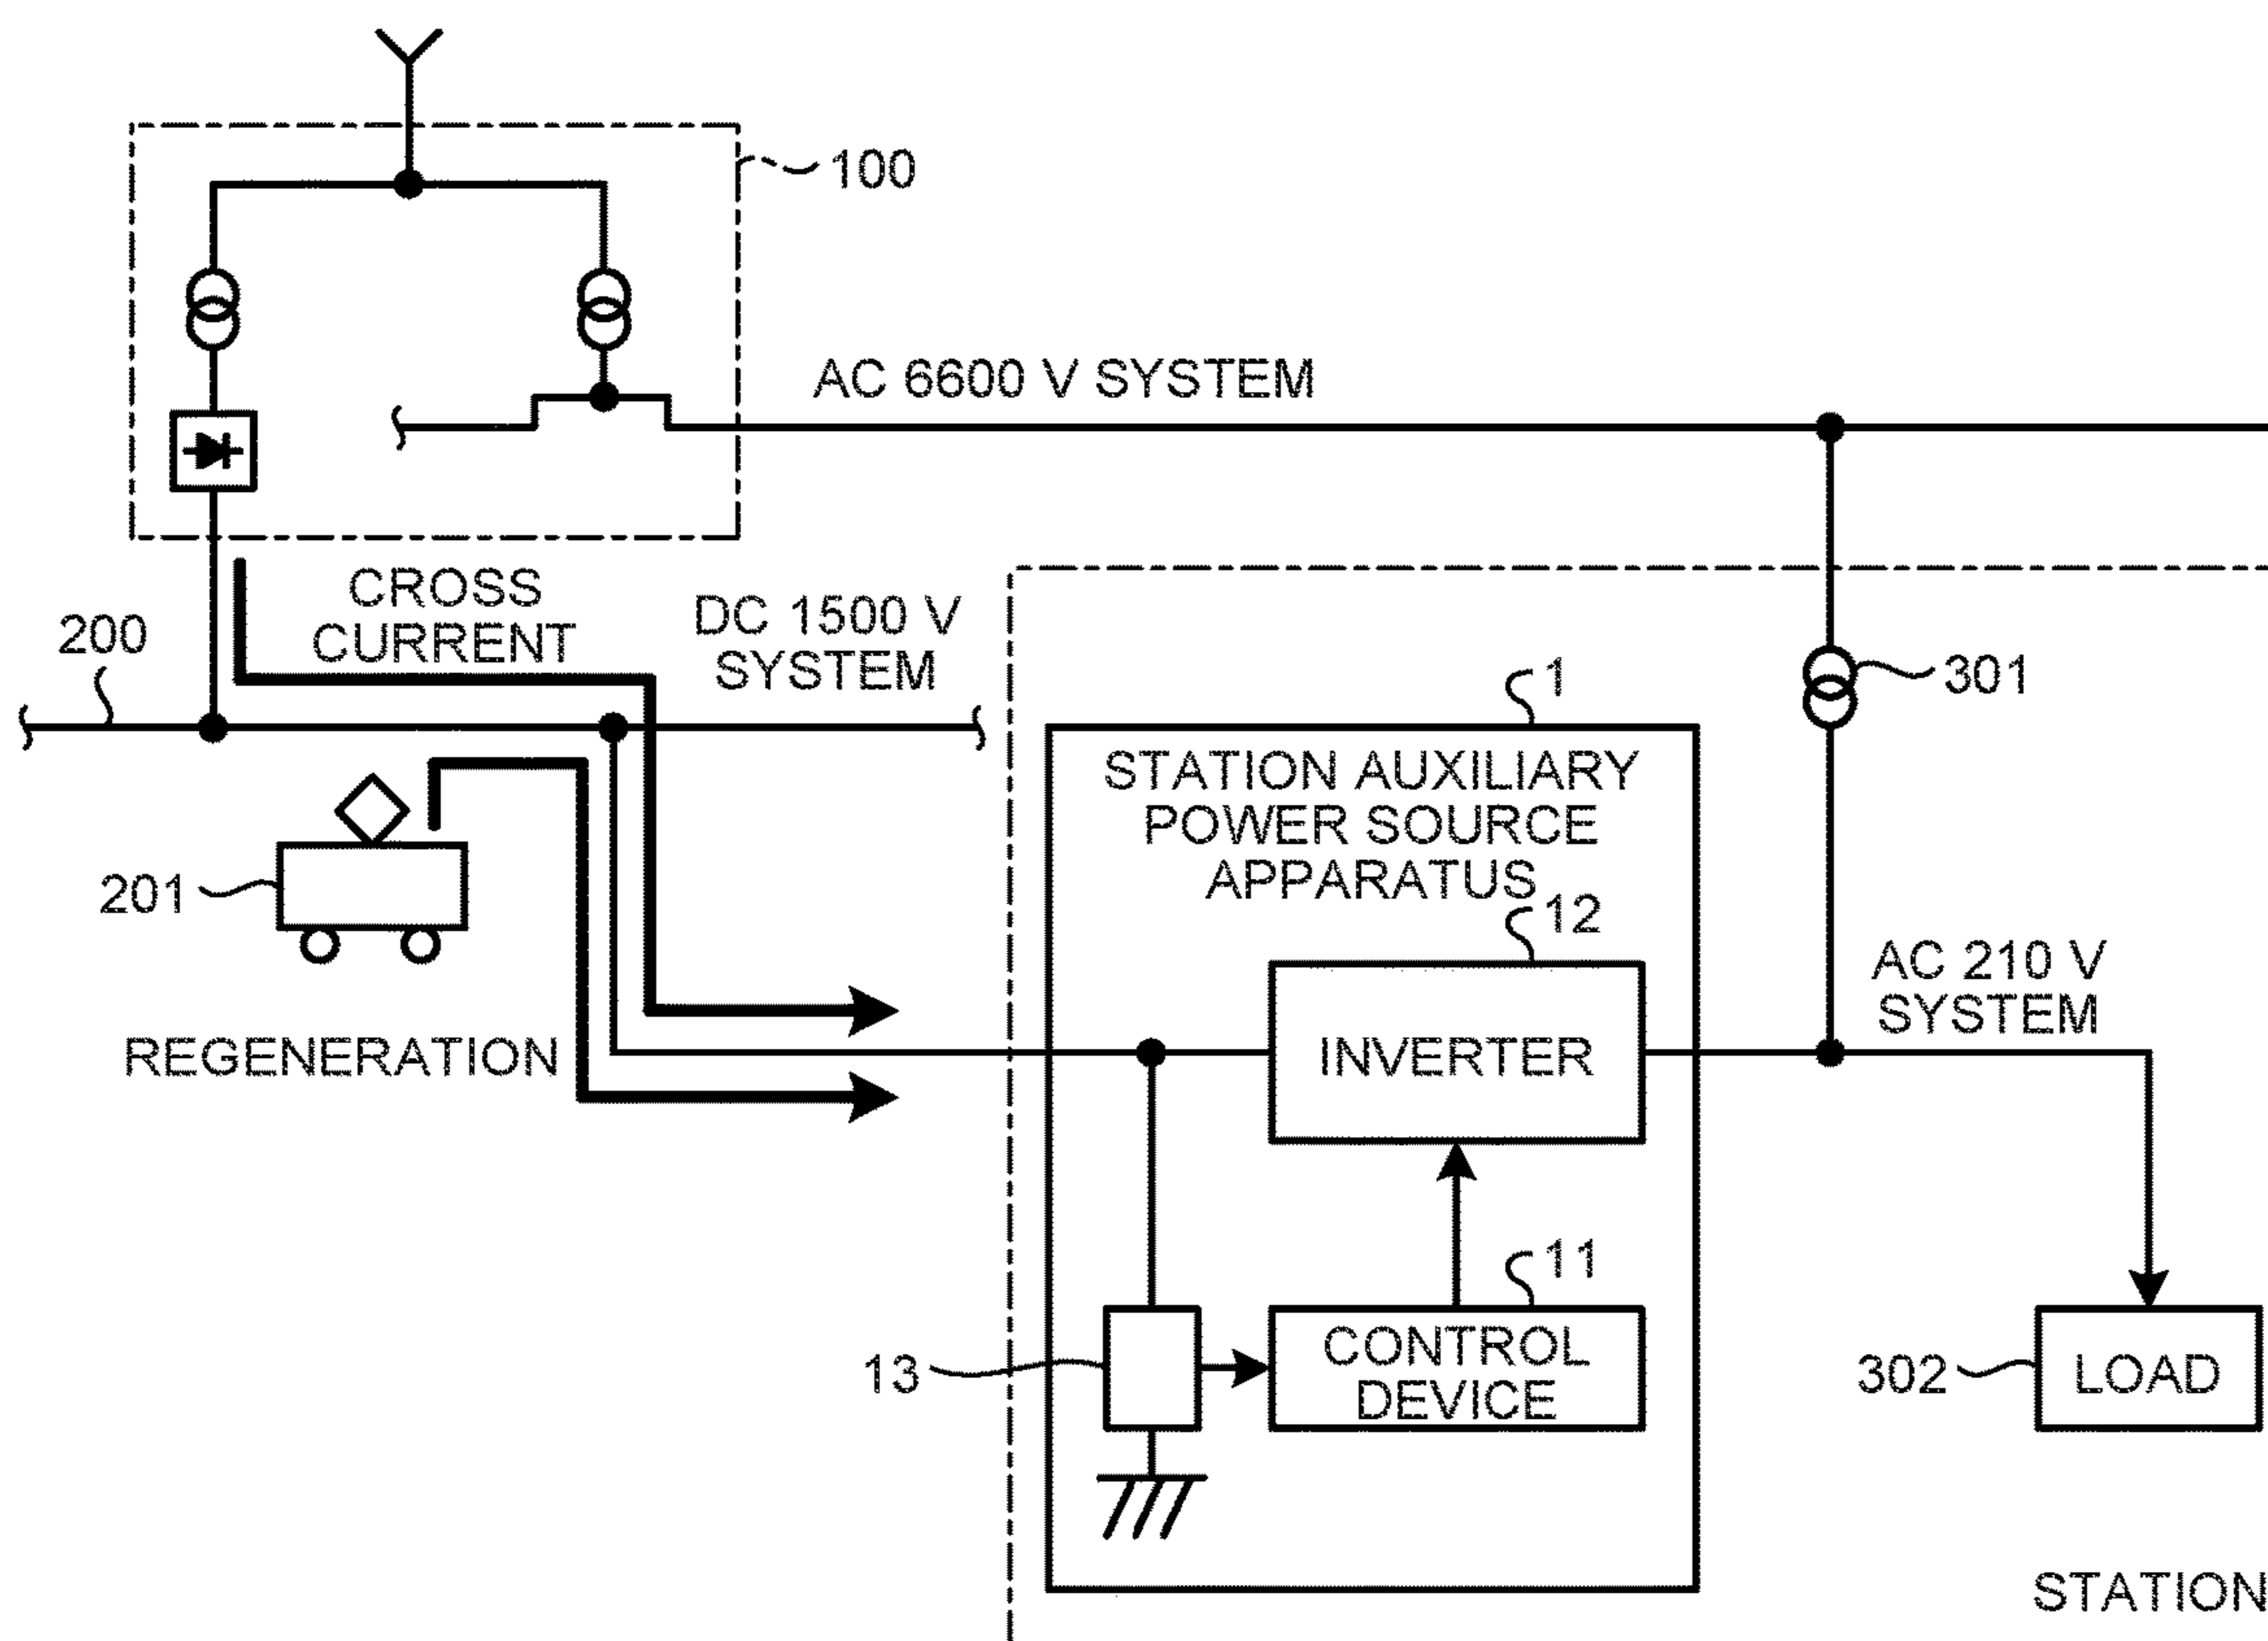 100
AC 6600 V SYSTEM
CROSS
CURRENT
DC 1500 V
SYSTEM
200
301
1
STATION AUXILIARY
POWER SOURCE
APPARATUS
201
12
AC 210 V
SYSTEM
REGENERATION
INVERTER
11
13
CONTROL
DEVICE
302
LOAD
STATION